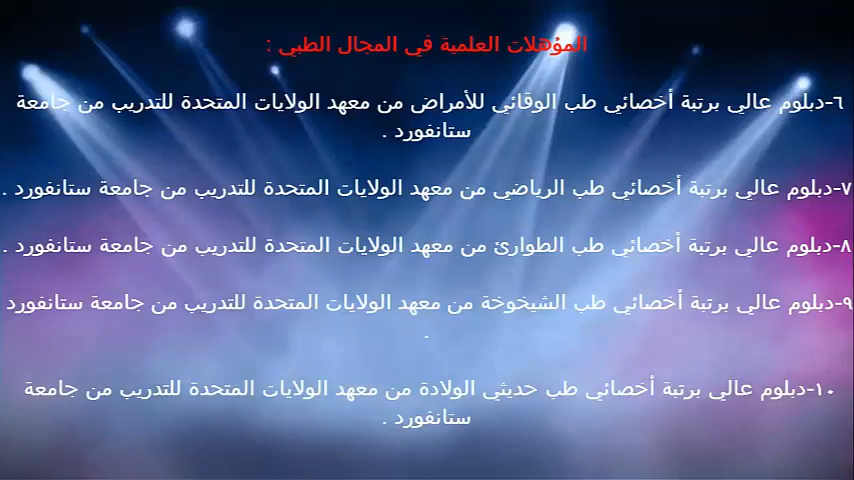 المؤهلات العلمية في المجال الطبي :
٦-دبلوم عالي برتبة أخصائي طب الوقائي للأمراض من معهد الولايات المتحدة للتدريب من جامعة
ستانفورد .
٧-دبلوم عالي برتبة أخصائي طب الرياضي من معهد الولايات المتحدة للتدريب من جامعة ستانفورد .
٨-دبلوم عالي برتبة أخصائي طب الطوارئ من معهد الولايات المتحدة للتدريب من جامعة ستانفورد .
٩-دبلوم عالي برتبة أخصائي طب الشيخوخة من معهد الولايات المتحدة للتدريب من جامعة ستانفورد
.
١٠-دبلوم عالي برتبة أخصائي طب حديثي الولادة من معهد الولايات المتحدة للتدريب من جامعة
ستانفورد .